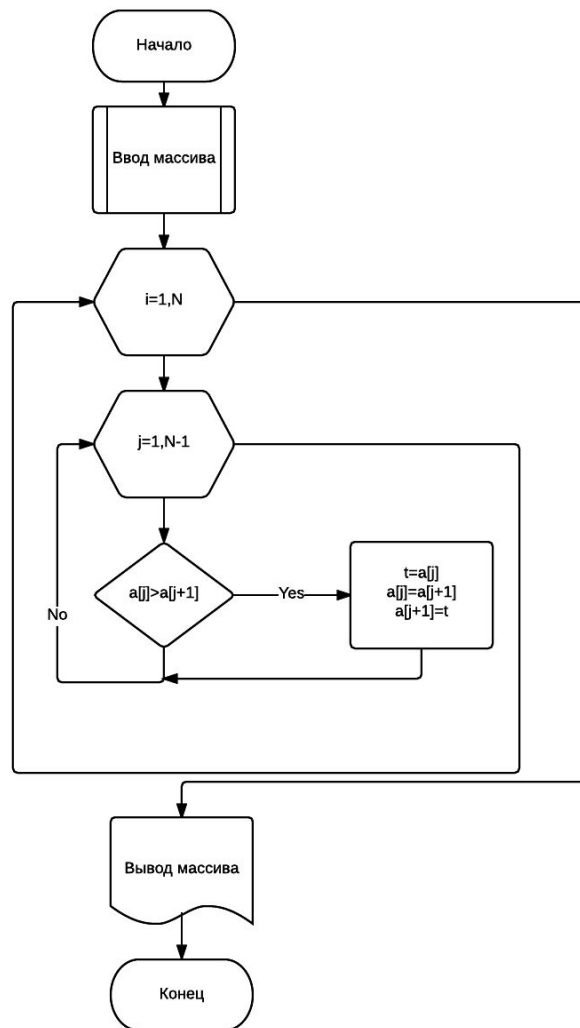 Начало
Ввод массива
i=1,N
j=1,N-1
a[j]>a[j+1]
Yes
t=a[j]
a[j]=a[j+1]
a[j+1]=t
No
Вывод массива
Конец